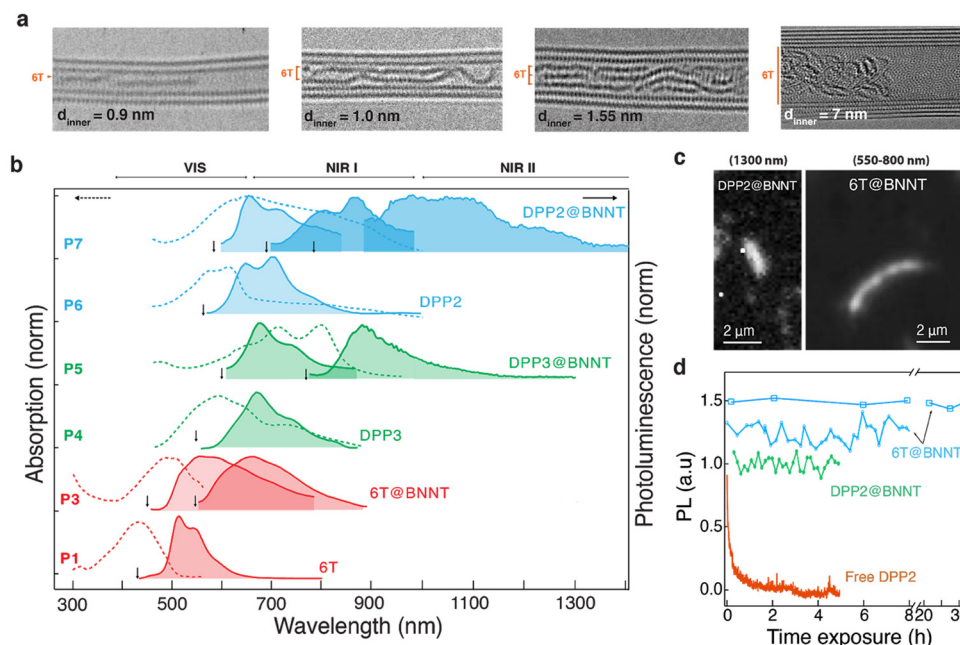 a
6T
d inner = 0.9 nm
6T
d inner = 1.0 nm
6T
d inner = 1.55 nm
6T
d inner = 7 nm
b
VIS NIR I NIR II
P7 DPP2@BNNT
P6 DPP2
P5 DPP3@BNNT
P4 DPP3
P3 6T@BNNT
P1 6T
Absorption (norm)
Photoluminescence (norm)
300 500 700 900 1100 1300
Wavelength (nm)
c
(1300 nm) (550-800 nm)
DPP2@BNNT 6T@BNNT
2 μm 2 μm
d
1.5
1.0
0.5
0.0
PL (a.u)
6T@BNNT
DPP2@BNNT
Free DPP2
0 2 4 6 8 20
Time exposure (h)